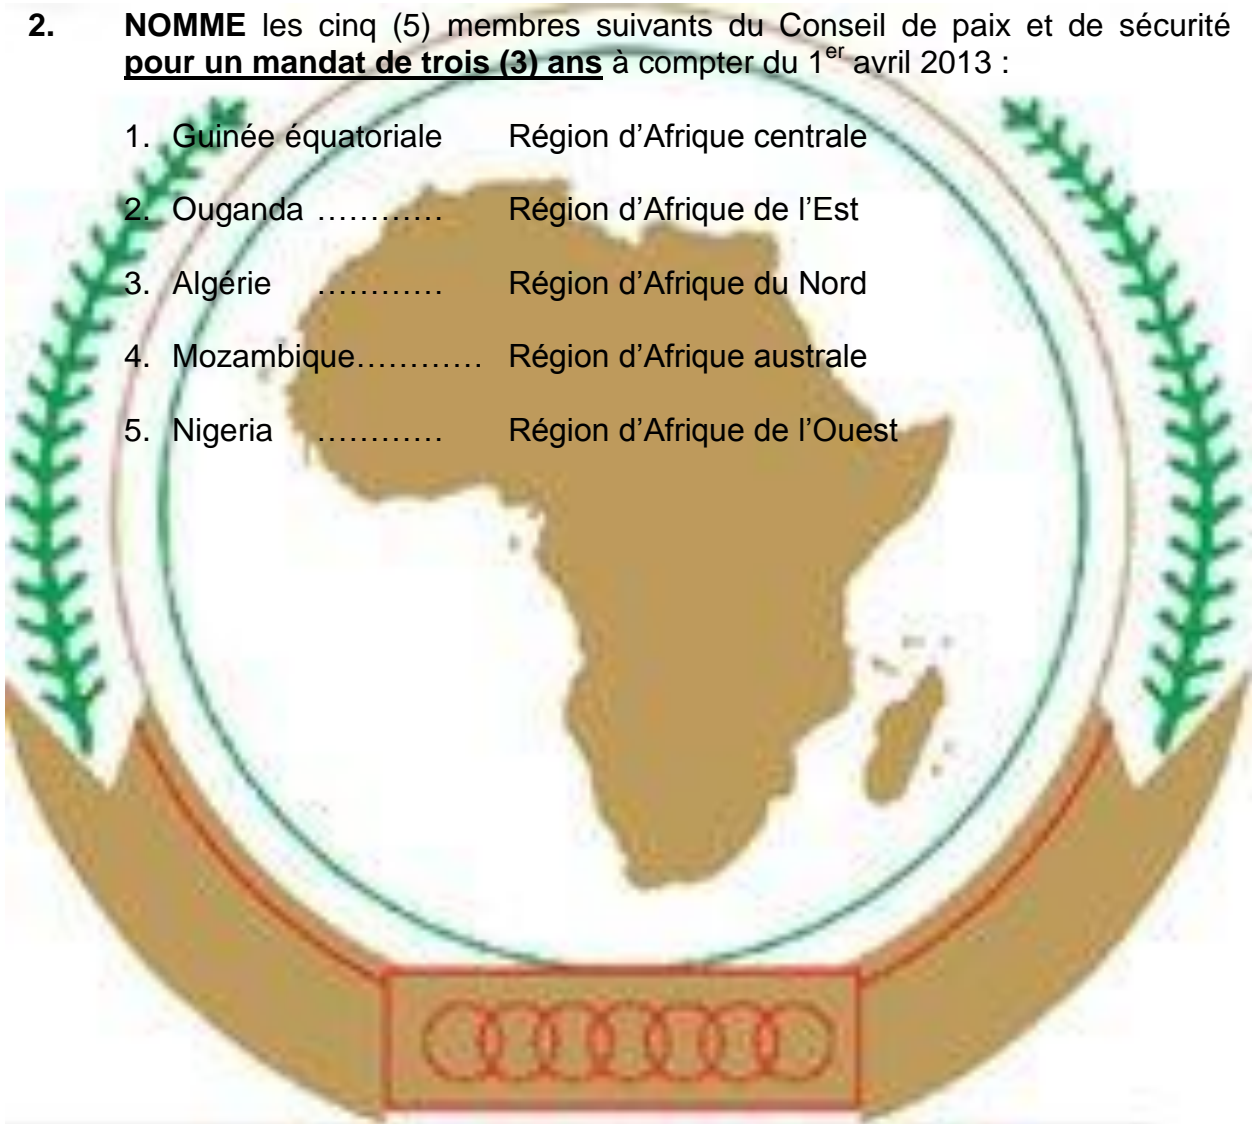 2. NOMME les cinq (5) membres suivants du Conseil de paix et de sécurité
pour un mandat de trois (3) ans à compter du 1er avril 2013 :
1. Guinée équatoriale Région d'Afrique centrale
2. Ouganda ………… Région d'Afrique de l'Est
3. Algérie ………… Région d'Afrique du Nord
4. Mozambique………… Région d'Afrique australe
5. Nigeria ………… Région d'Afrique de l'Ouest